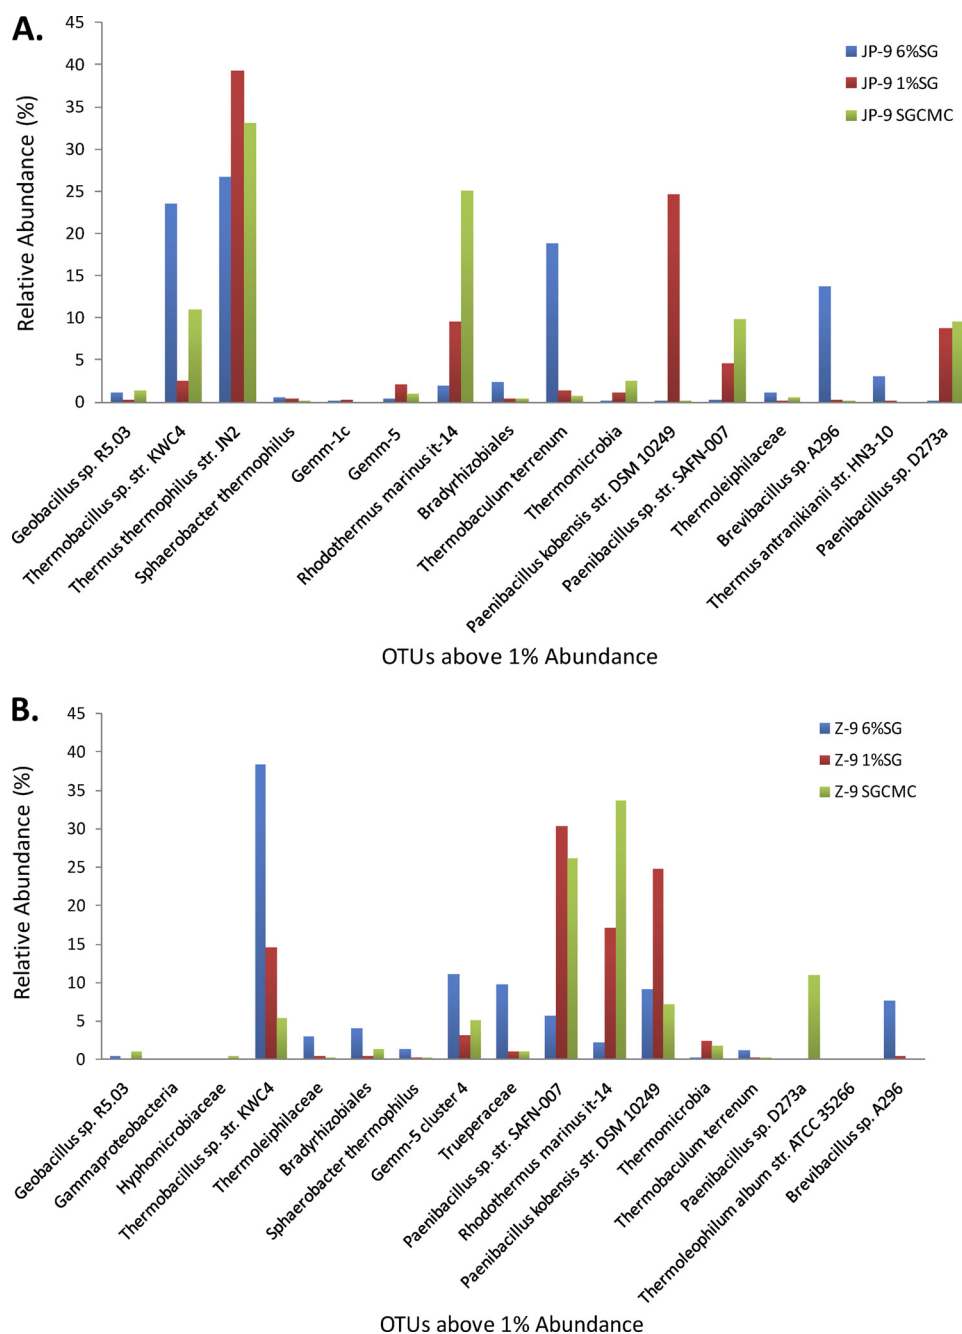 A.
45
40
35
30
25
20
15
10
5
0
Relative Abundance (%)
JP-9 6%SG
JP-9 1%SG
JP-9 SGCMC
Geobacillus sp. R5.03
Thermobacillus sp. str. KWC4
Thermus thermophilus str. JN2
Sphaerobacter thermophilus
Gemm-1c
Gemm-5
Rhodothermus marinus it-14
Bradyrhizobiales
Thermobaculum terrenum
Thermomicrobia
Paenibacillus kobensis str. DSM 10249
Paenibacillus sp. str. SAFN-007
Thermoleiphilaceae
Brevibacillus sp. A296
Thermus antranikianii str. HN3-10
Paenibacillus sp. D273a
OTUs above 1% Abundance
B.
45
40
35
30
25
20
15
10
5
0
Relative Abundance (%)
Z-9 6%SG
Z-9 1%SG
Z-9 SGCMC
Geobacillus sp. R5.03
Gammaproteobacteria
Hyphomicrobiaceae
Thermobacillus sp. str. KWC4
Thermoleiphilaceae
Bradyrhizobiales
Sphaerobacter thermophilus
Gemm-5 cluster 4
Trueperaceae
Paenibacillus sp. str. SAFN-007
Rhodothermus marinus it-14
Paenibacillus kobensis str. DSM 10249
Thermomicrobia
Thermobaculum terrenum
Paenibacillus sp. D273a
Thermoleophilum album str. ATCC 35266
Brevibacillus sp. A296
OTUs above 1% Abundance